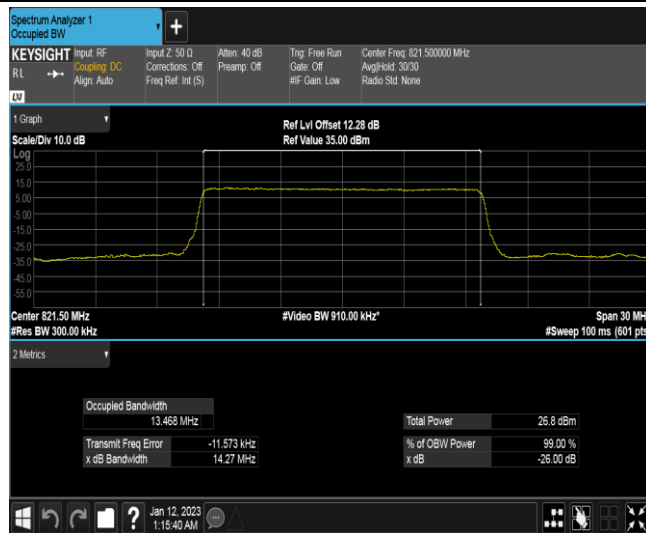 Spectrum Analyzer 1
Occupied BW
+
KEYSIGHT
RL
Input: RF
Coupling: DC
Align: Auto
Input Z: 50 Ω
Corrections: Off
Freq Ref: Int (S)
Atten: 40 dB
Preamp: Off
Trig: Free Run
Gate: Off
#IF Gain: Low
Center Freq: 821.500000 MHz
Avg|Hold: 30/30
Radio Std: None
1 Graph
Scale/Div 10.0 dB
Ref Lvl Offset 12.28 dB
Ref Value 35.00 dBm
Log
25.0
15.0
5.00
-5.00
-15.0
-25.0
-35.0
-45.0
-55.0
Center 821.50 MHz
#Res BW 300.00 kHz
#Video BW 910.00 kHz*
Span 30 MH
#Sweep 100 ms (601 pts
2 Metrics
Occupied Bandwidth
13.468 MHz
Transmit Freq Error -11.573 kHz
x dB Bandwidth 14.27 MHz
Total Power 26.8 dBm
% of OBW Power 99.00 %
x dB -26.00 dB
?
Jan 12, 2023
1:15:40 AM